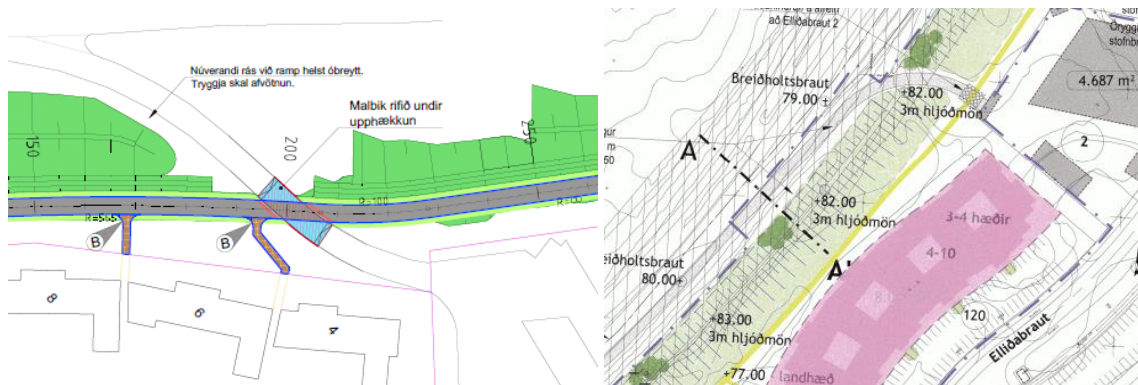 Núverandi rás við ramp helst óbreytt.
Tryggja skal afvötnun.
Malbik rifið undir
upphækkun
150
200
250
R=565
B
B
8
6
4
að Elliðabraut 2
Breiðholtsbraut
79.00 ±
+82.00
3m hljóðmön
4.687 m²
2
A
+82.00
3m hljóðmön
3-4 hæðir
4-10
A'
80.00±
+83.00
3m hljóðmön
120
Elliðabraut
+77.00
landhæð